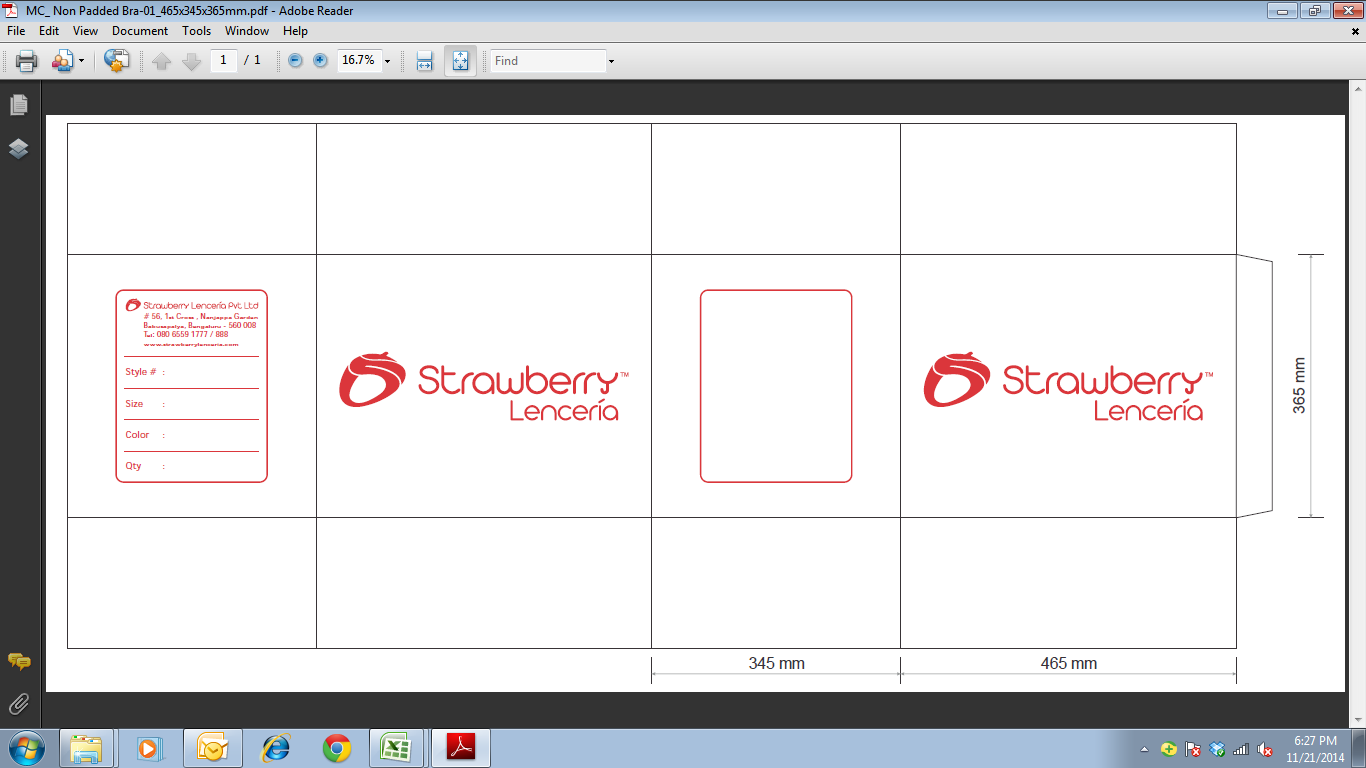 MC_ Non Padded Bra-01_465x345x365mm.pdf - Adobe Reader
File Edit View Document Tools Window Help
1 / 1 16.7% Find
Strawberry Lencería Pvt. Ltd
# 56, 1st Cross , Nanjappa Garden
Babusapalya, Bengaluru - 560 008
Tel: 080 6559 1777 / 888
www.strawberrylenceria.com
Style # :
Size :
Color :
Qty :
Strawberry™
Lencería
Strawberry™
Lencería
365 mm
345 mm
465 mm
6:27 PM
11/21/2014